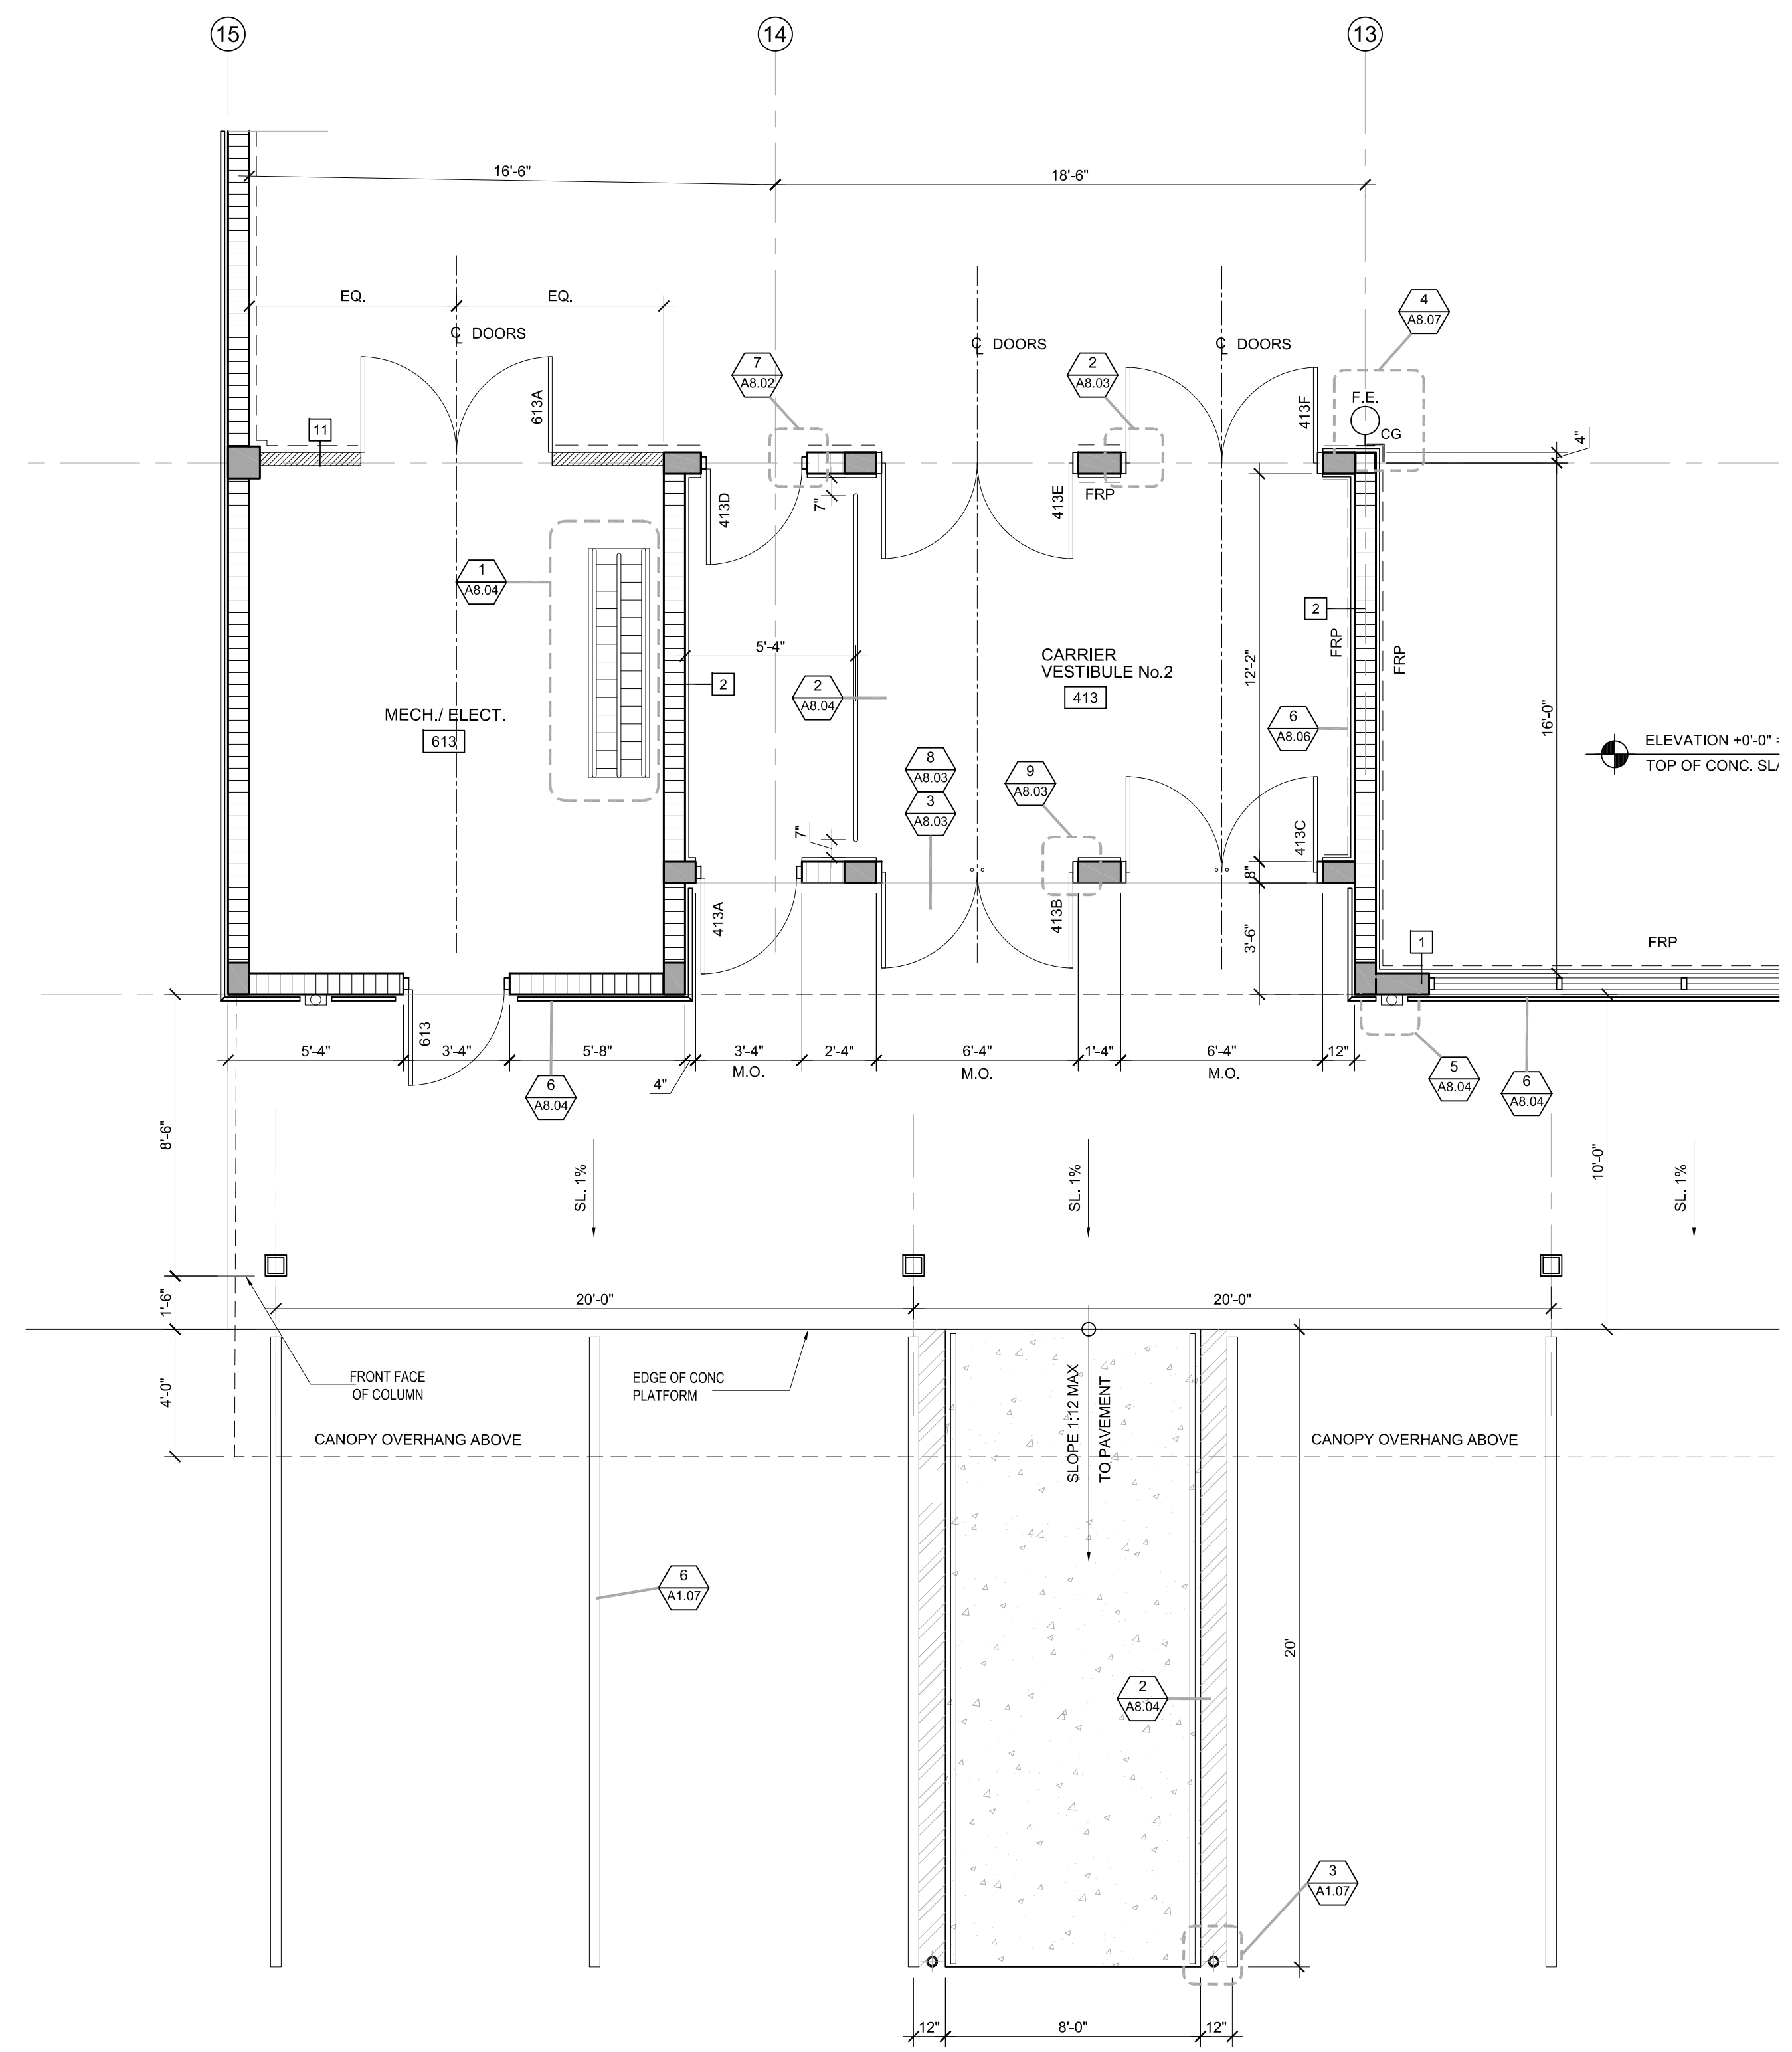 15
14
13
16'-6"
18'-6"
EQ.
EQ.
℄ DOORS
℄ DOORS
℄ DOORS
4
A8.07
7
A8.02
2
A8.03
613A
413F
F.E.
CG
4"
11
413D
7"
413E
FRP
1
A8.04
2
5'-4"
2
CARRIER
VESTIBULE No.2
413
12'-2"
FRP
FRP
2
A8.04
6
A8.06
16'-0"
MECH./ ELECT.
613
ELEVATION +0'-0" =
TOP OF CONC. SLA
8
A8.03
3
A8.03
9
A8.03
7"
413C
8"
413A
413B
3'-6"
1
FRP
613
5'-4"
3'-4"
5'-8"
4"
3'-4"
M.O.
2'-4"
6'-4"
M.O.
1'-4"
6'-4"
M.O.
12"
6
A8.04
5
A8.04
6
A8.04
8'-6"
SL. 1%
SL. 1%
10'-0"
SL. 1%
1'-6"
20'-0"
20'-0"
4'-0"
FRONT FACE
OF COLUMN
EDGE OF CONC
PLATFORM
SLOPE 1:12 MAX
TO PAVEMENT
CANOPY OVERHANG ABOVE
CANOPY OVERHANG ABOVE
6
A1.07
20'
2
A8.04
3
A1.07
12"
8'-0"
12"